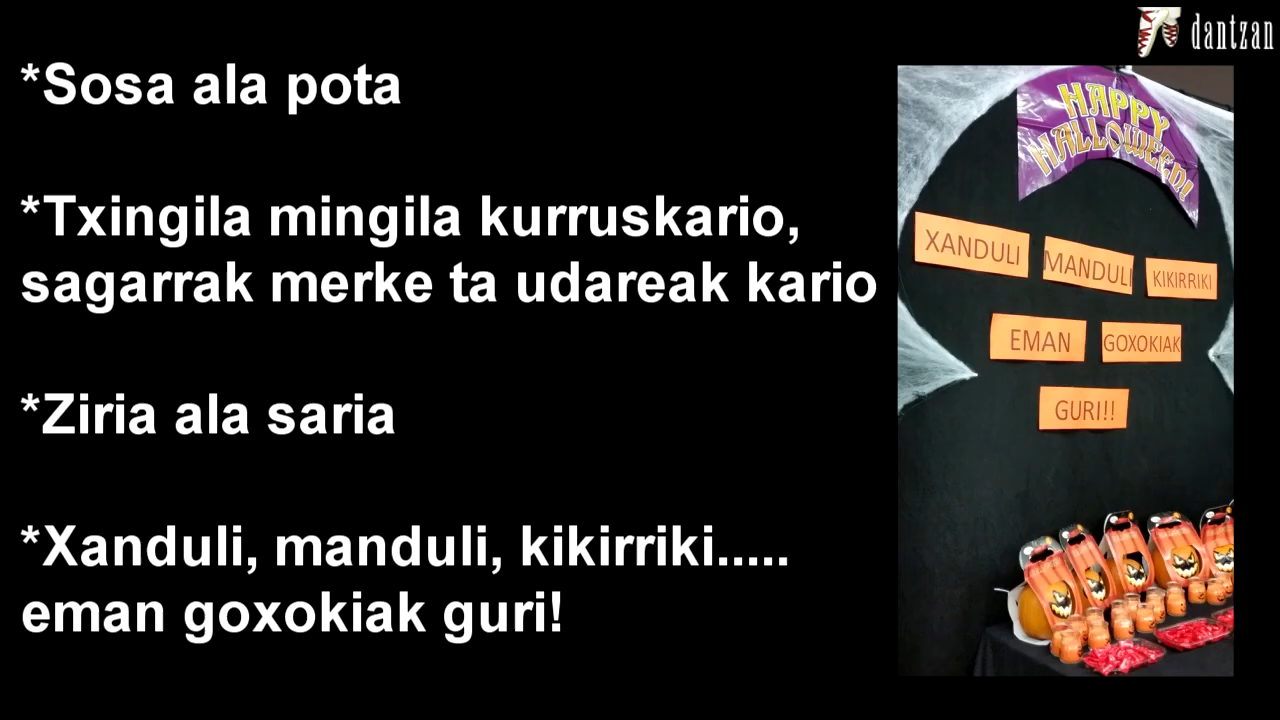 dantzan
*Sosa ala pota
*Txingila mingila kurruskario,
sagarrak merke ta udareak kario
*Ziria ala saria
*Xanduli, manduli, kikirriki.....
eman goxokiak guri!
HAPPY
HALLOWEEN!
XANDULI MANDULI KIKIRRIKI
EMAN GOXOKIAK
GURI!!